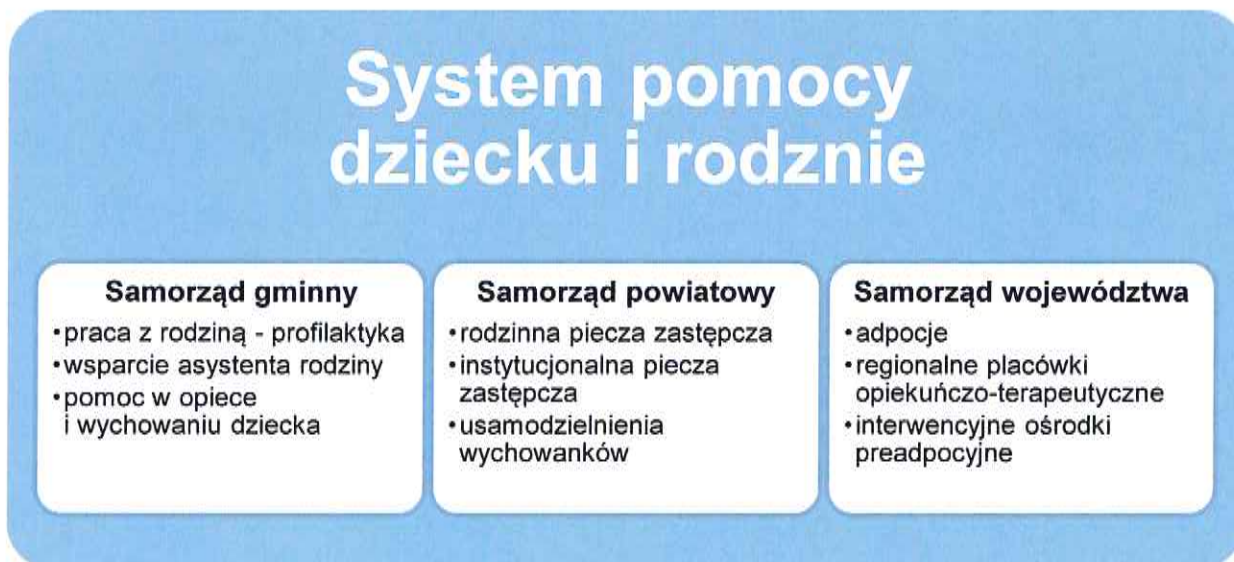 System pomocy
dziecku i rodznie
Samorząd gminny
•praca z rodziną - profilaktyka
•wsparcie asystenta rodziny
•pomoc w opiece
i wychowaniu dziecka
Samorząd powiatowy
•rodzinna piecza zastępcza
•instytucjonalna piecza
zastępcza
•usamodzielnienia
wychowanków
Samorząd województwa
•adpocje
•regionalne placówki
opiekuńczo-terapeutyczne
•interwencyjne ośrodki
preadpocyjne